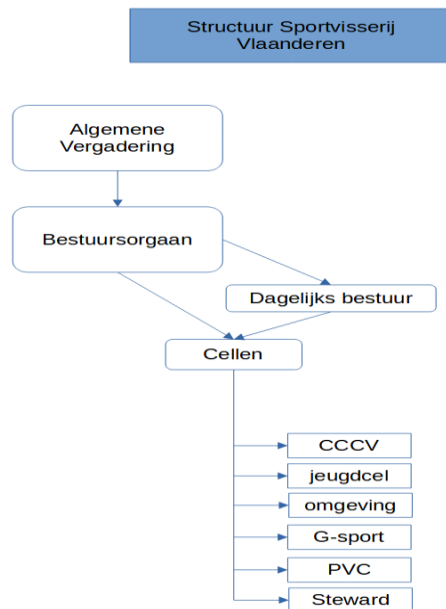 Structuur Sportvisserij
Vlaanderen
Algemene
Vergadering
Bestuursorgaan
Dagelijks bestuur
Cellen
CCCV
jeugdcel
omgeving
G-sport
PVC
Steward